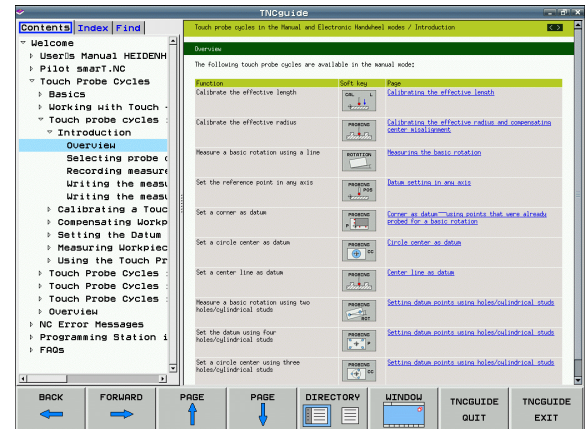 TNCguide
Contents Index Find
Touch probe cycles in the Manual and Electronic Handwheel modes / Introduction
Welcome
User's Manual HEIDENH
Pilot smarT.NC
Touch Probe Cycles
Basics
Working with Touch -
Touch probe cycles :
Introduction
Overview
Selecting probe c
Recording measure
Writing the measu
Writing the measu
Calibrating a Touc
Compensating Workp
Setting the Datum
Measuring Workpiec
Using the Touch Pr
Touch Probe Cycles :
Touch Probe Cycles :
Touch Probe Cycles :
Overview
NC Error Messages
Programming Station i
FAQs
Overview
The following touch probe cycles are available in the manual mode:
Function Soft key Page
Calibrate the effective length CAL L Calibrating the effective length
Calibrate the effective radius PROBING Calibrating the effective radius and compensating
center misalignment
Measure a basic rotation using a line PROBING ROTATION Measuring the basic rotation
Set the reference point in any axis PROBING POS Datum setting in any axis
Set a corner as datum PROBING P Corner as datum—using points that were already
probed for a basic rotation
Set a circle center as datum PROBING CC Circle center as datum
Set a center line as datum PROBING Center line as datum
Measure a basic rotation using two
holes/cylindrical studs PROBING ROT Setting datum points using holes/cylindrical studs
Set the datum using four
holes/cylindrical studs PROBING P Setting datum points using holes/cylindrical studs
Set a circle center using three
holes/cylindrical studs PROBING CC Setting datum points using holes/cylindrical studs
BACK FORWARD PAGE PAGE DIRECTORY WINDOW TNCGUIDE TNCGUIDE
QUIT EXIT